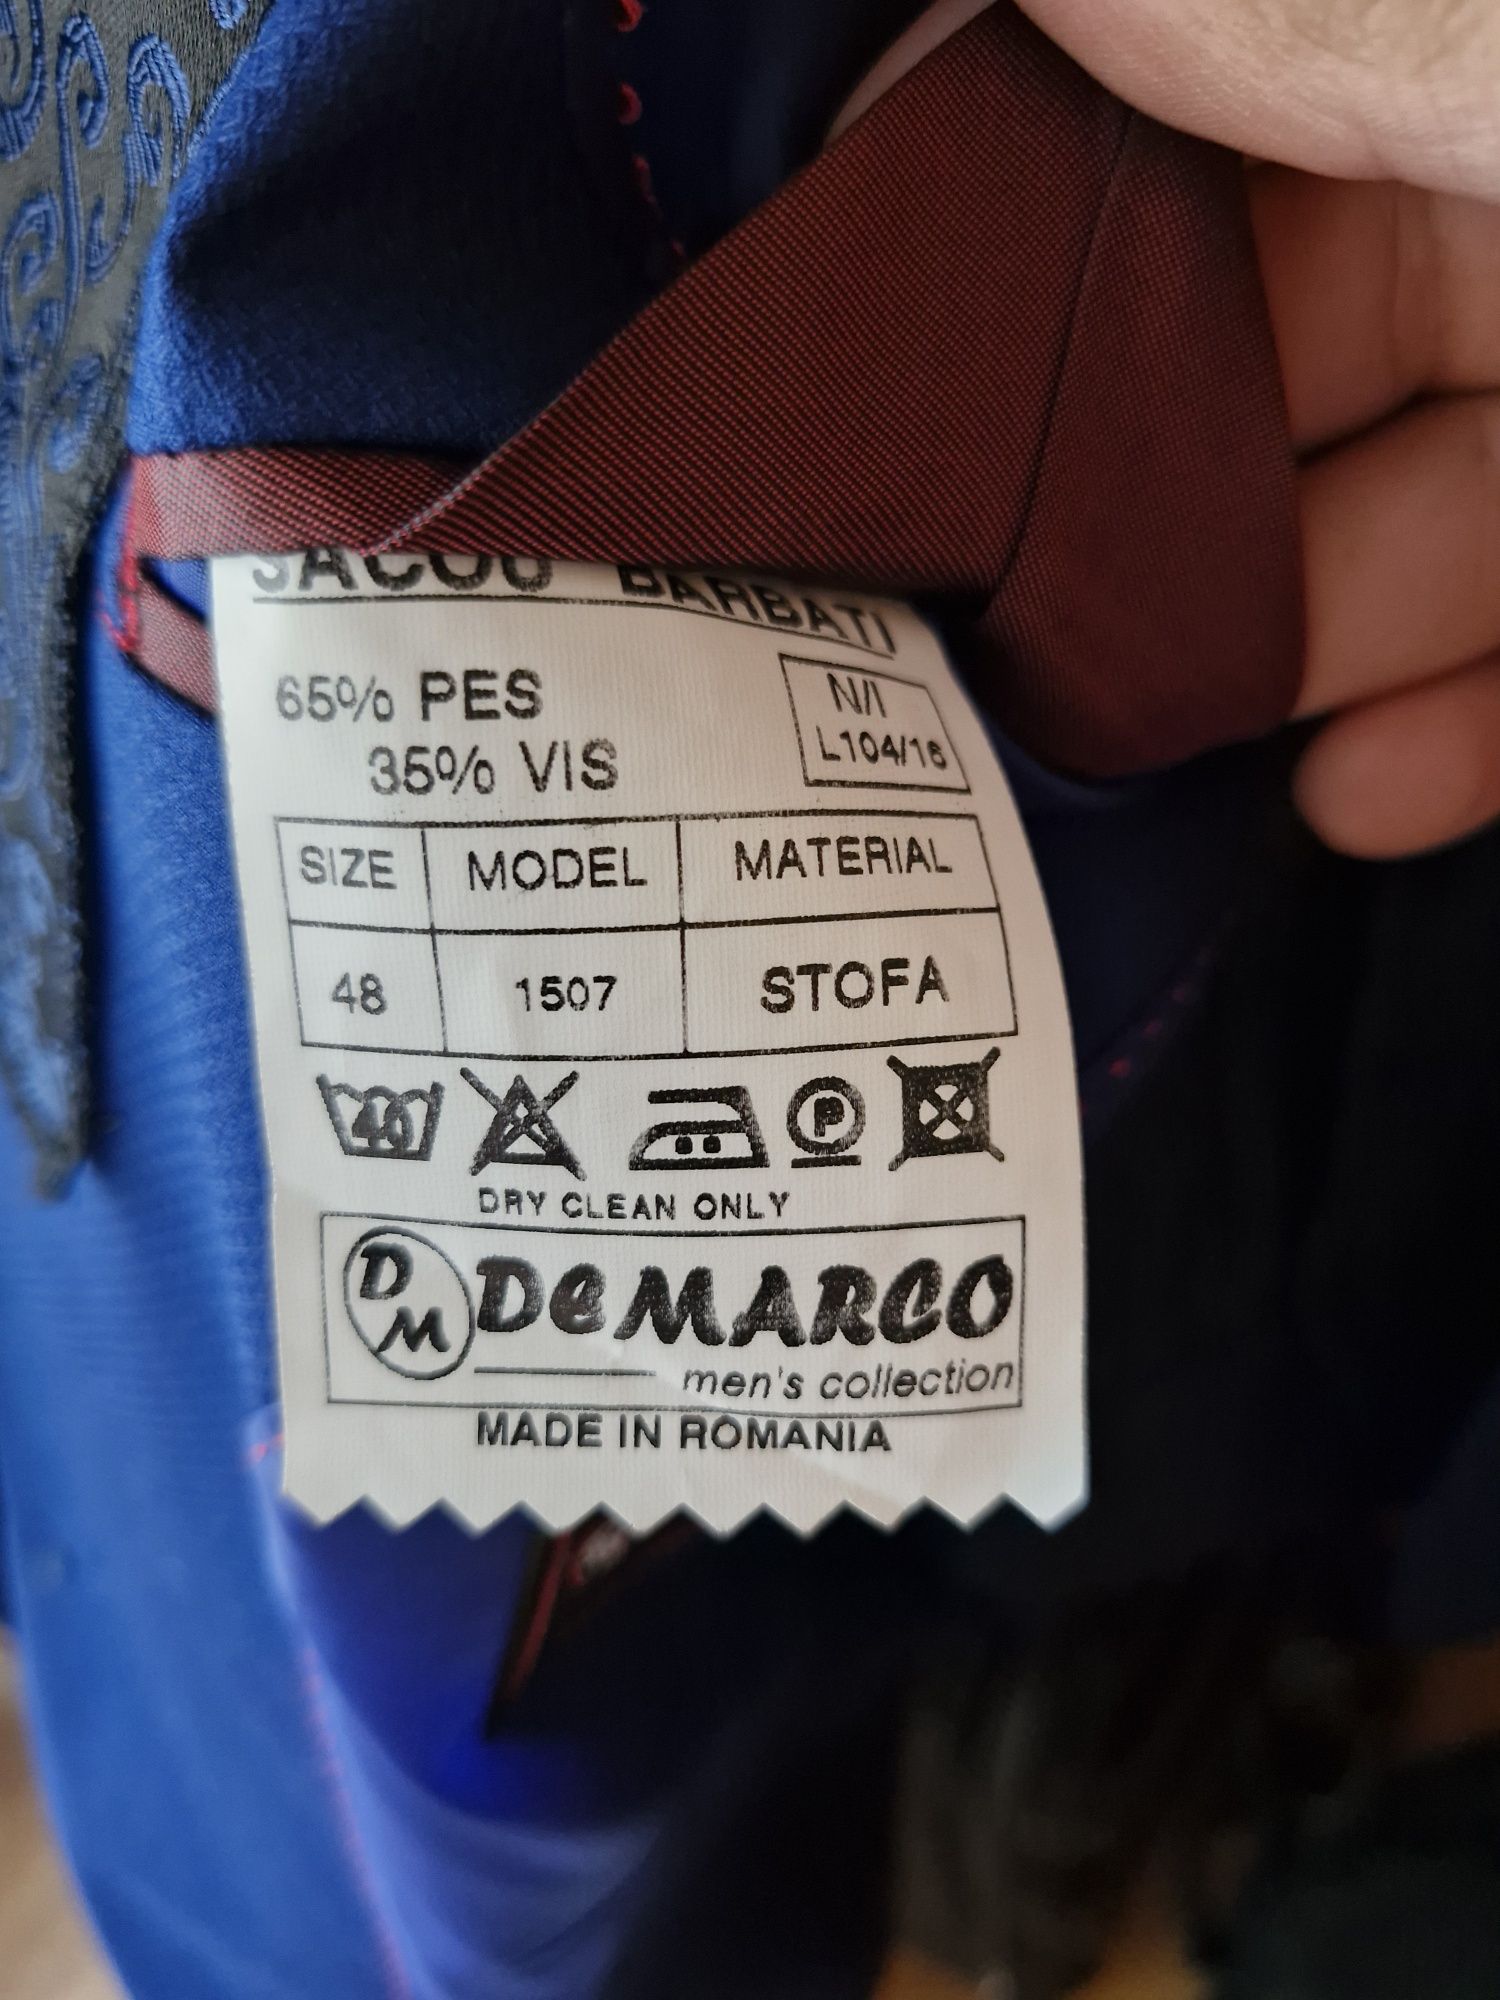 SACOU BARBATI
65% PES
35% VIS
N/I
L104/16
SIZE MODEL MATERIAL
48 1507 STOFA
40 P
DRY CLEAN ONLY
DM DeMARCO
men's collection
MADE IN ROMANIA